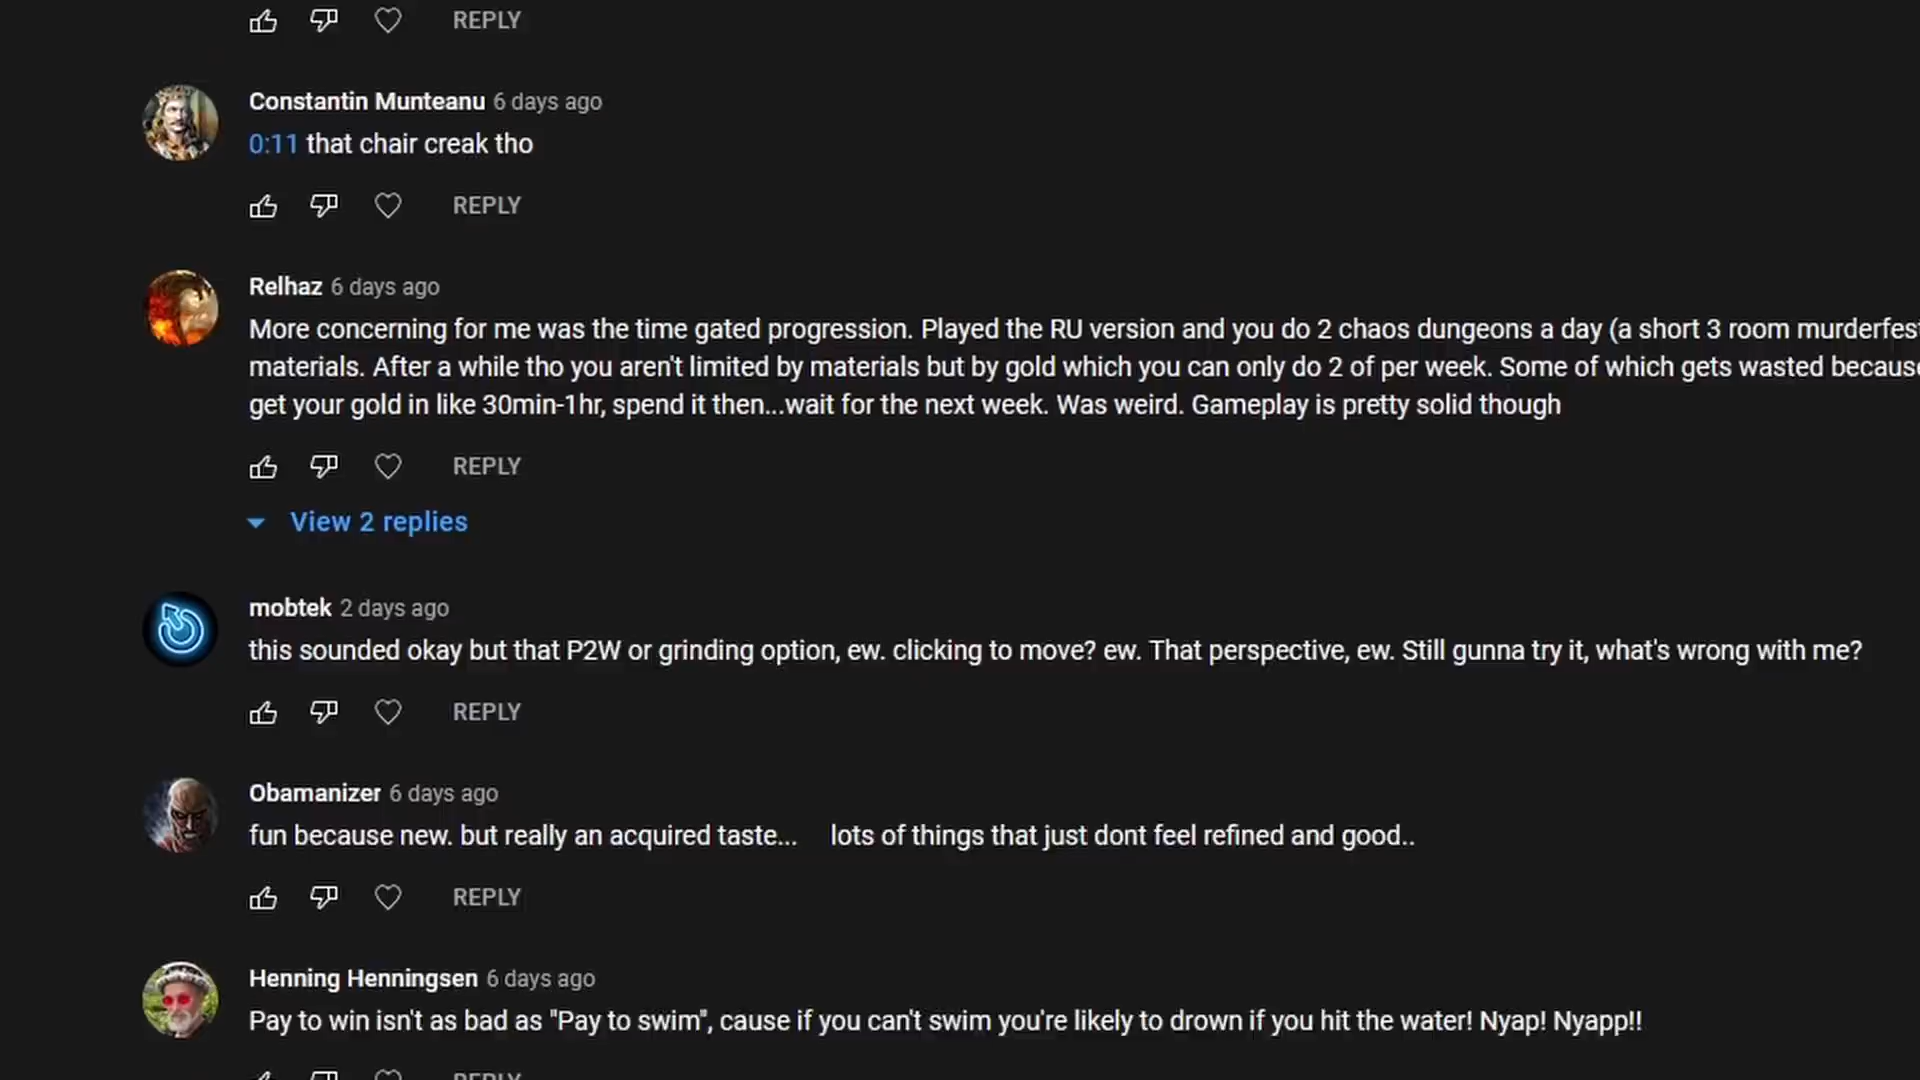 REPLY
Constantin Munteanu 6 days ago
0:11 that chair creak tho
REPLY
Relhaz 6 days ago
More concerning for me was the time gated progression. Played the RU version and you do 2 chaos dungeons a day (a short 3 room murderfest
materials. After a while tho you aren't limited by materials but by gold which you can only do 2 of per week. Some of which gets wasted because
get your gold in like 30min-1hr, spend it then...wait for the next week. Was weird. Gameplay is pretty solid though
REPLY
View 2 replies
mobtek 2 days ago
this sounded okay but that P2W or grinding option, ew. clicking to move? ew. That perspective, ew. Still gunna try it, what's wrong with me?
REPLY
Obamanizer 6 days ago
fun because new. but really an acquired taste... lots of things that just dont feel refined and good..
REPLY
Henning Henningsen 6 days ago
Pay to win isn't as bad as "Pay to swim", cause if you can't swim you're likely to drown if you hit the water! Nyap! Nyapp!!
REPLY